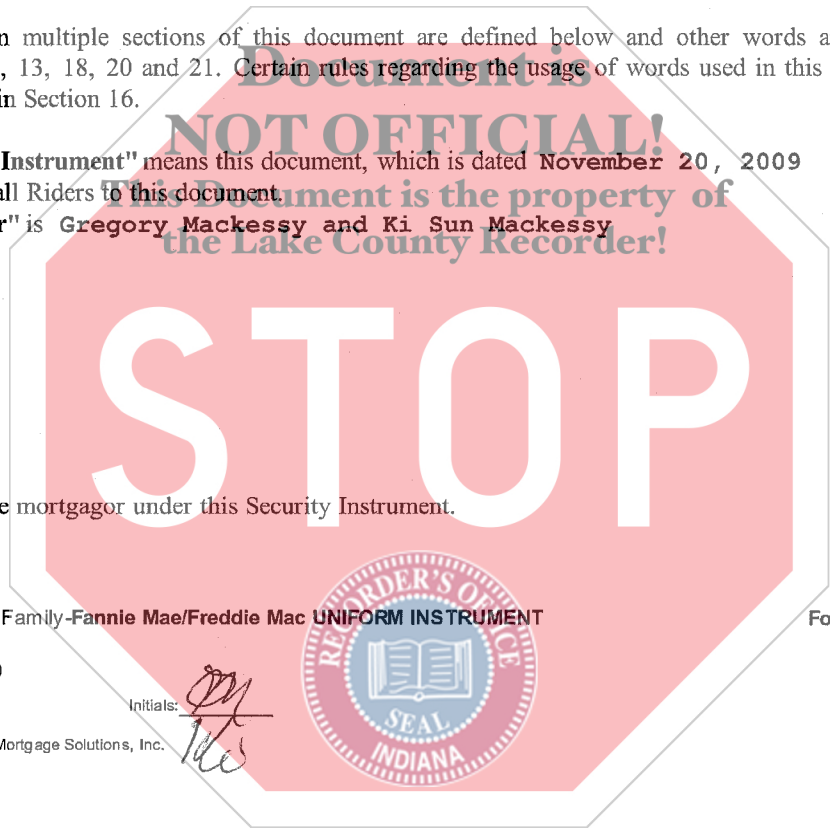 n multiple sections of this document are defined below and other words a
, 13, 18, 20 and 21. Certain rules regarding the usage of words used in this
in Section 16.
Document is
NOT OFFICIAL!
This Document is the property of
the Lake County Recorder!
Instrument" means this document, which is dated November 20, 2009
all Riders to this document.
r" is Gregory Mackessy and Ki Sun Mackessy
STOP
e mortgagor under this Security Instrument.
Family-Fannie Mae/Freddie Mac UNIFORM INSTRUMENT
Fo
RECORDER'S OFFICE
SEAL
INDIANA
Initials:
Mortgage Solutions, Inc.